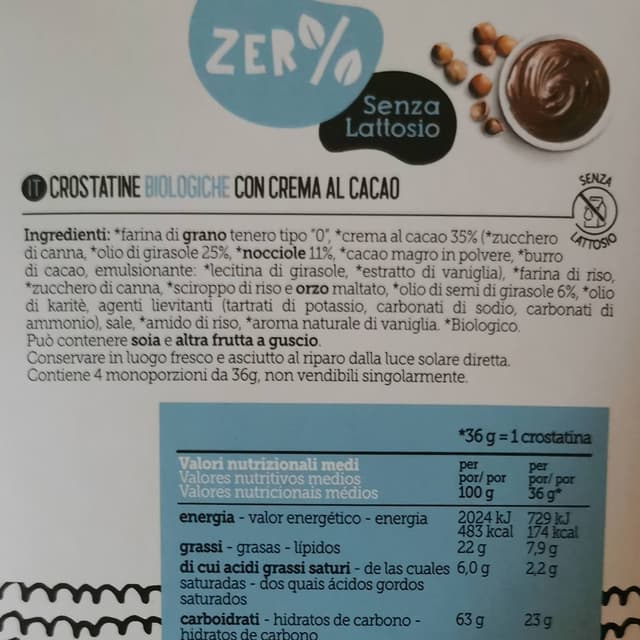 ZER%
Senza
Lattosio
IT CROSTATINE BIOLOGICHE CON CREMA AL CACAO
SENZA
LATTOSIO
Ingredienti: *farina di grano tenero tipo "0", *crema al cacao 35% (*zucchero
di canna, *olio di girasole 25%, *nocciole 11%, *cacao magro in polvere, *burro
di cacao, emulsionante: *lecitina di girasole, *estratto di vaniglia), *farina di riso,
*zucchero di canna, *sciroppo di riso e orzo maltato, *olio di semi di girasole 6%, *olio
di karitè, agenti lievitanti (tartrati di potassio, carbonati di sodio, carbonati di
ammonio), sale, *amido di riso, *aroma naturale di vaniglia. *Biologico.
Può contenere soia e altra frutta a guscio.
Conservare in luogo fresco e asciutto al riparo dalla luce solare diretta.
Contiene 4 monoporzioni da 36g, non vendibili singolarmente.
*36 g = 1 crostatina
Valori nutrizionali medi per per
Valores nutritivos medios por/por por/por
Valores nutricionais médios 100 g 36 g*
energia - valor energético - energia 2024 kJ 729 kJ
483 kcal 174 kcal
grassi - grasas - lípidos 22 g 7,9 g
di cui acidi grassi saturi - de las cuales 6,0 g 2,2 g
saturadas - dos quais ácidos gordos
saturados
carboidrati - hidratos de carbono - 63 g 23 g
hidratos de carbono